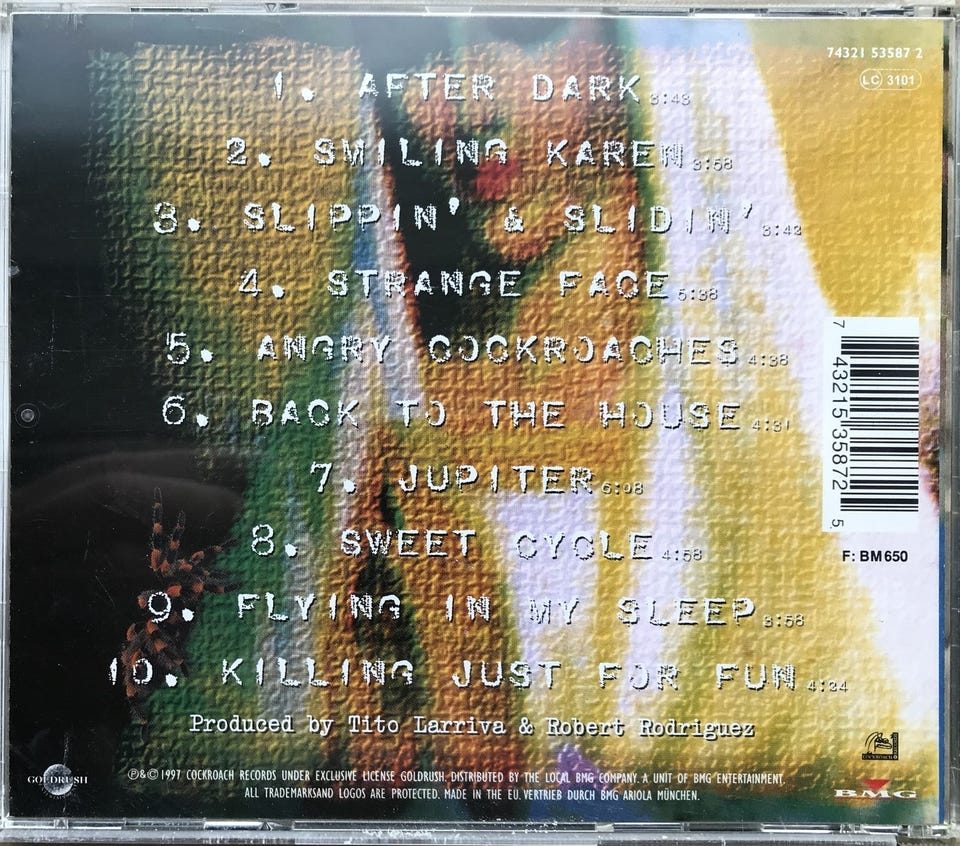 74321 53587 2
LC 3101
1. AFTER DARK 3:43
2. SMILING KAREN 3:58
3. SLIPPIN' & SLIDIN' 3:43
4. STRANGE FACE 5:38
5. ANGRY COCKROACHES 4:38
6. BACK TO THE HOUSE 4:31
7. JUPITER 6:08
8. SWEET CYCLE 4:58
9. FLYING IN MY SLEEP 3:58
10. KILLING JUST FOR FUN 4:24
7 43215 35872 5
F: BM 650
Produced by Tito Larriva & Robert Rodriguez
GOLDRUSH
℗&© 1997 COCKROACH RECORDS UNDER EXCLUSIVE LICENSE GOLDRUSH. DISTRIBUTED BY THE LOCAL BMG COMPANY. A UNIT OF BMG ENTERTAINMENT.
ALL TRADEMARKSAND LOGOS ARE PROTECTED. MADE IN THE EU. VERTRIEB DURCH BMG ARIOLA MÜNCHEN.
BMG